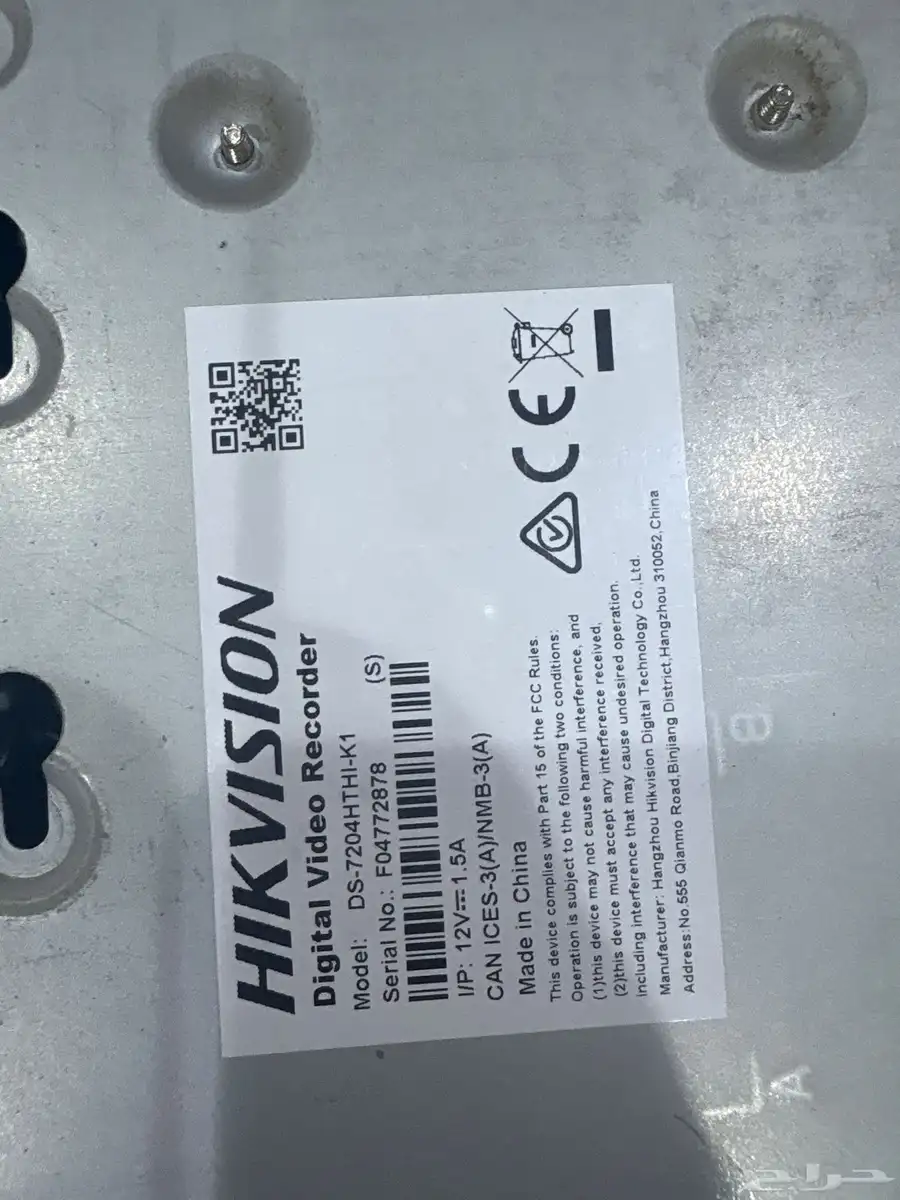 HIKVISION
Digital Video Recorder
Model: DS-7204HTHI-K1
Serial No.: F04772878 (S)
I/P: 12V⎓1.5A
CAN ICES-3(A)/NMB-3(A)
Made in China
This device complies with Part 15 of the FCC Rules.
Operation is subject to the following two conditions:
(1)this device may not cause harmful interference, and
(2)this device must accept any interference received,
including interference that may cause undesired operation.
Manufacturer: Hangzhou Hikvision Digital Technology Co.,Ltd.
Address:No.555 Qianmo Road,Binjiang District,Hangzhou 310052,China
CE
B
A
حراج